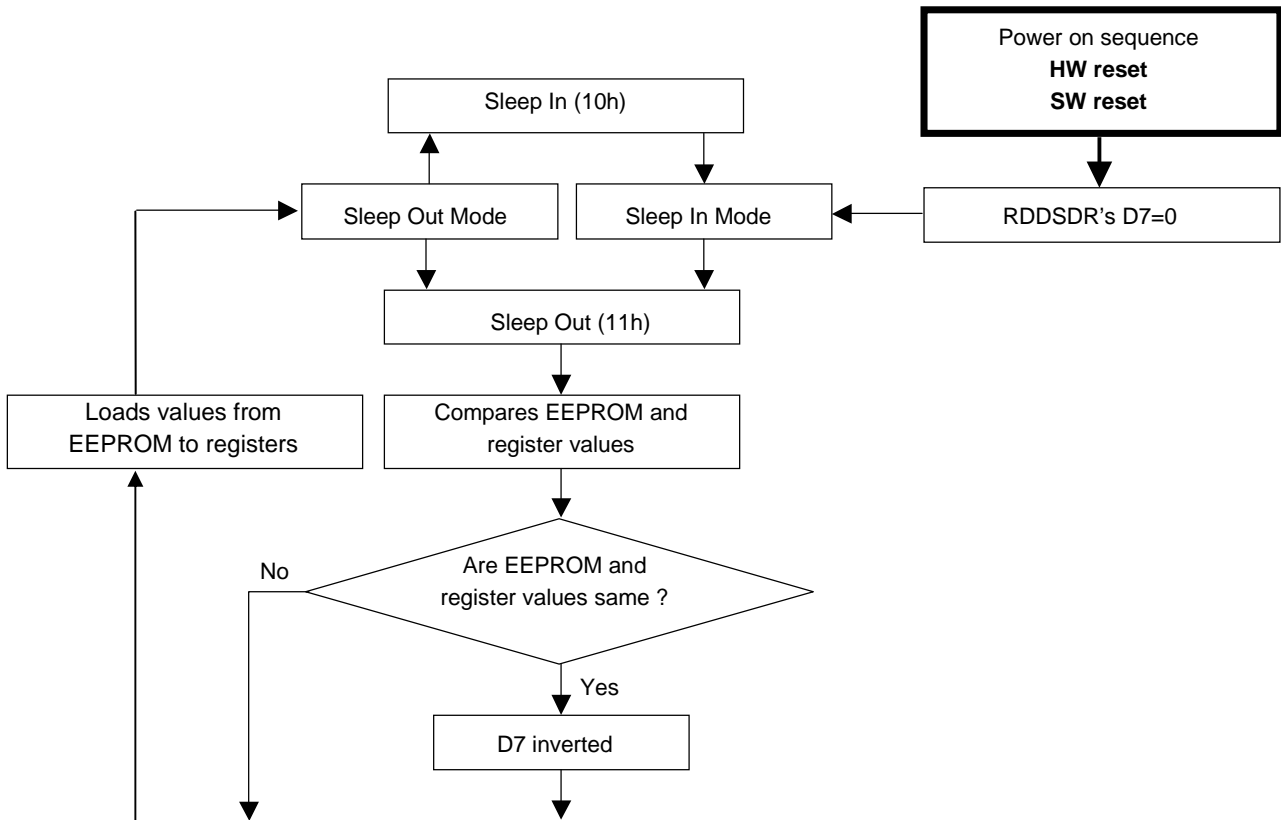 Power on sequence
HW reset
SW reset
Sleep In (10h)
Sleep Out Mode
Sleep In Mode
RDDSDR's D7=0
Sleep Out (11h)
Loads values from
EEPROM to registers
Compares EEPROM and
register values
Are EEPROM and
register values same ?
No
Yes
D7 inverted